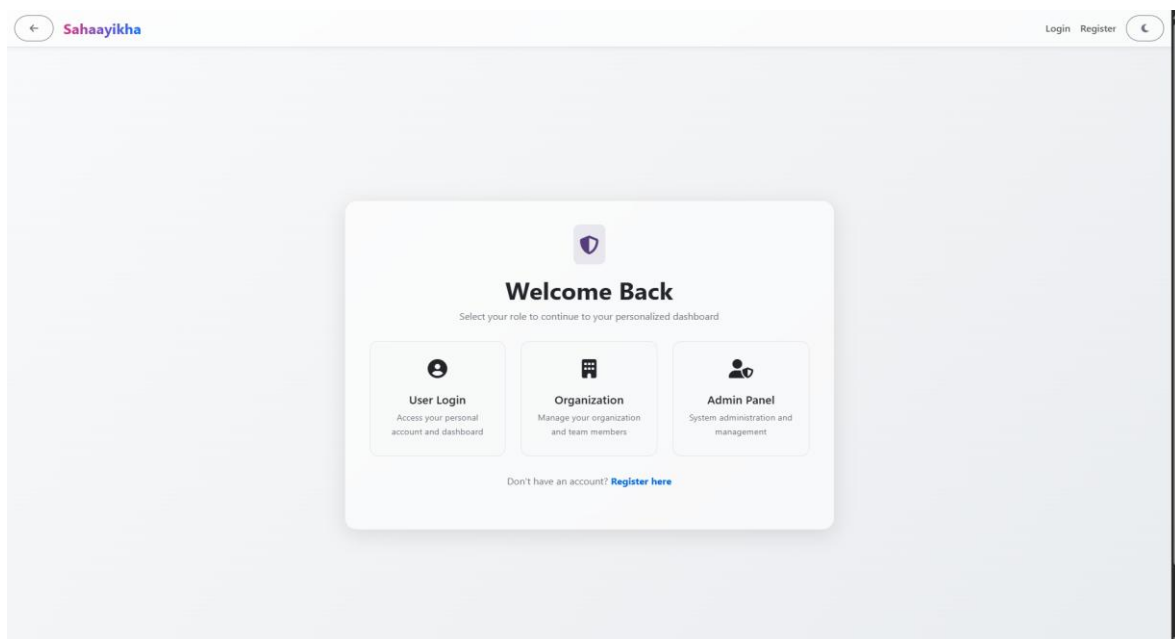 Sahaayikha
Login Register
Welcome Back
Select your role to continue to your personalized dashboard
User Login
Access your personal
account and dashboard
Organization
Manage your organization
and team members
Admin Panel
System administration and
management
Don't have an account? Register here